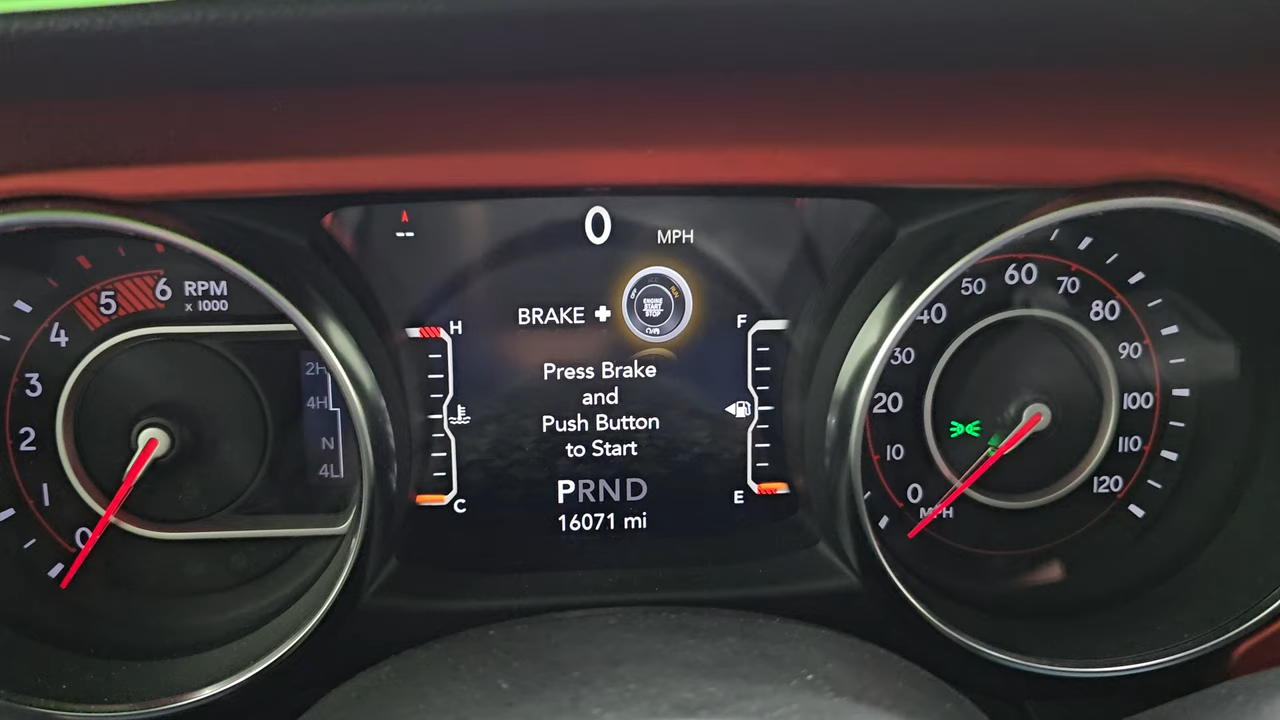 0 MPH
BRAKE + ENGINE START STOP
RUN
Press Brake
and
Push Button
to Start
PRND
16071 mi
H
C
F
E
RPM
x 1000
0 1 2 3 4 5 6
2H
4H
N
4L
0 10 20 30 40 50 60 70 80 90 100 110 120
MPH